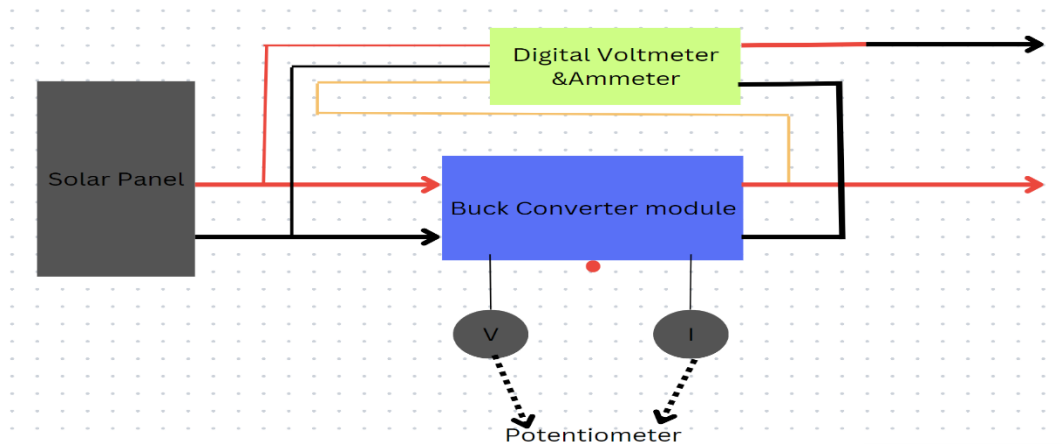 Digital Voltmeter
&Ammeter
Solar Panel
Buck Converter module
V
I
Potentiometer